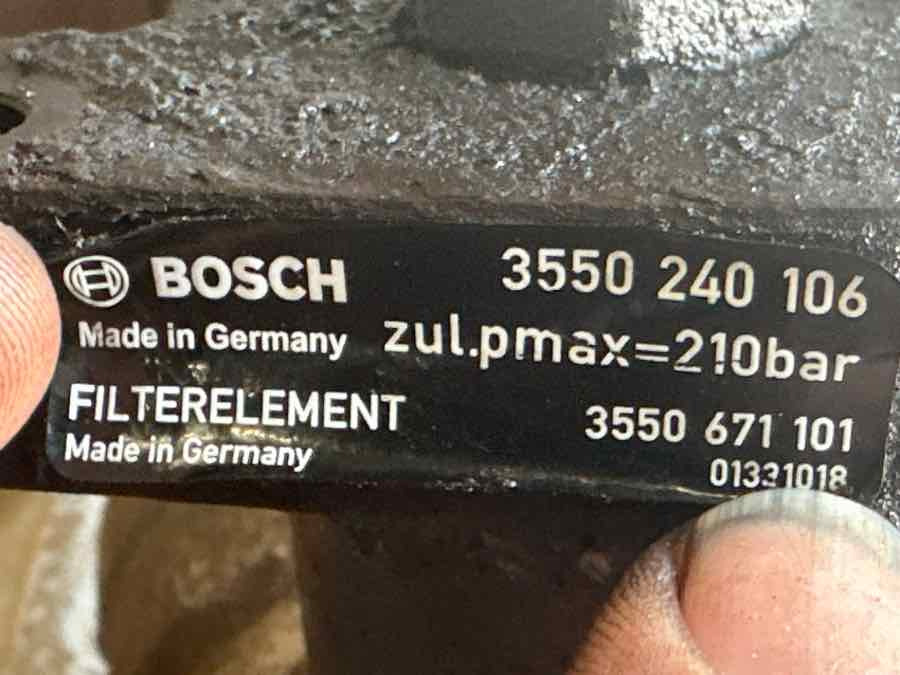 BOSCH 3550 240 106
Made in Germany zul.pmax=210bar
FILTERELEMENT 3550 671 101
Made in Germany 01331018